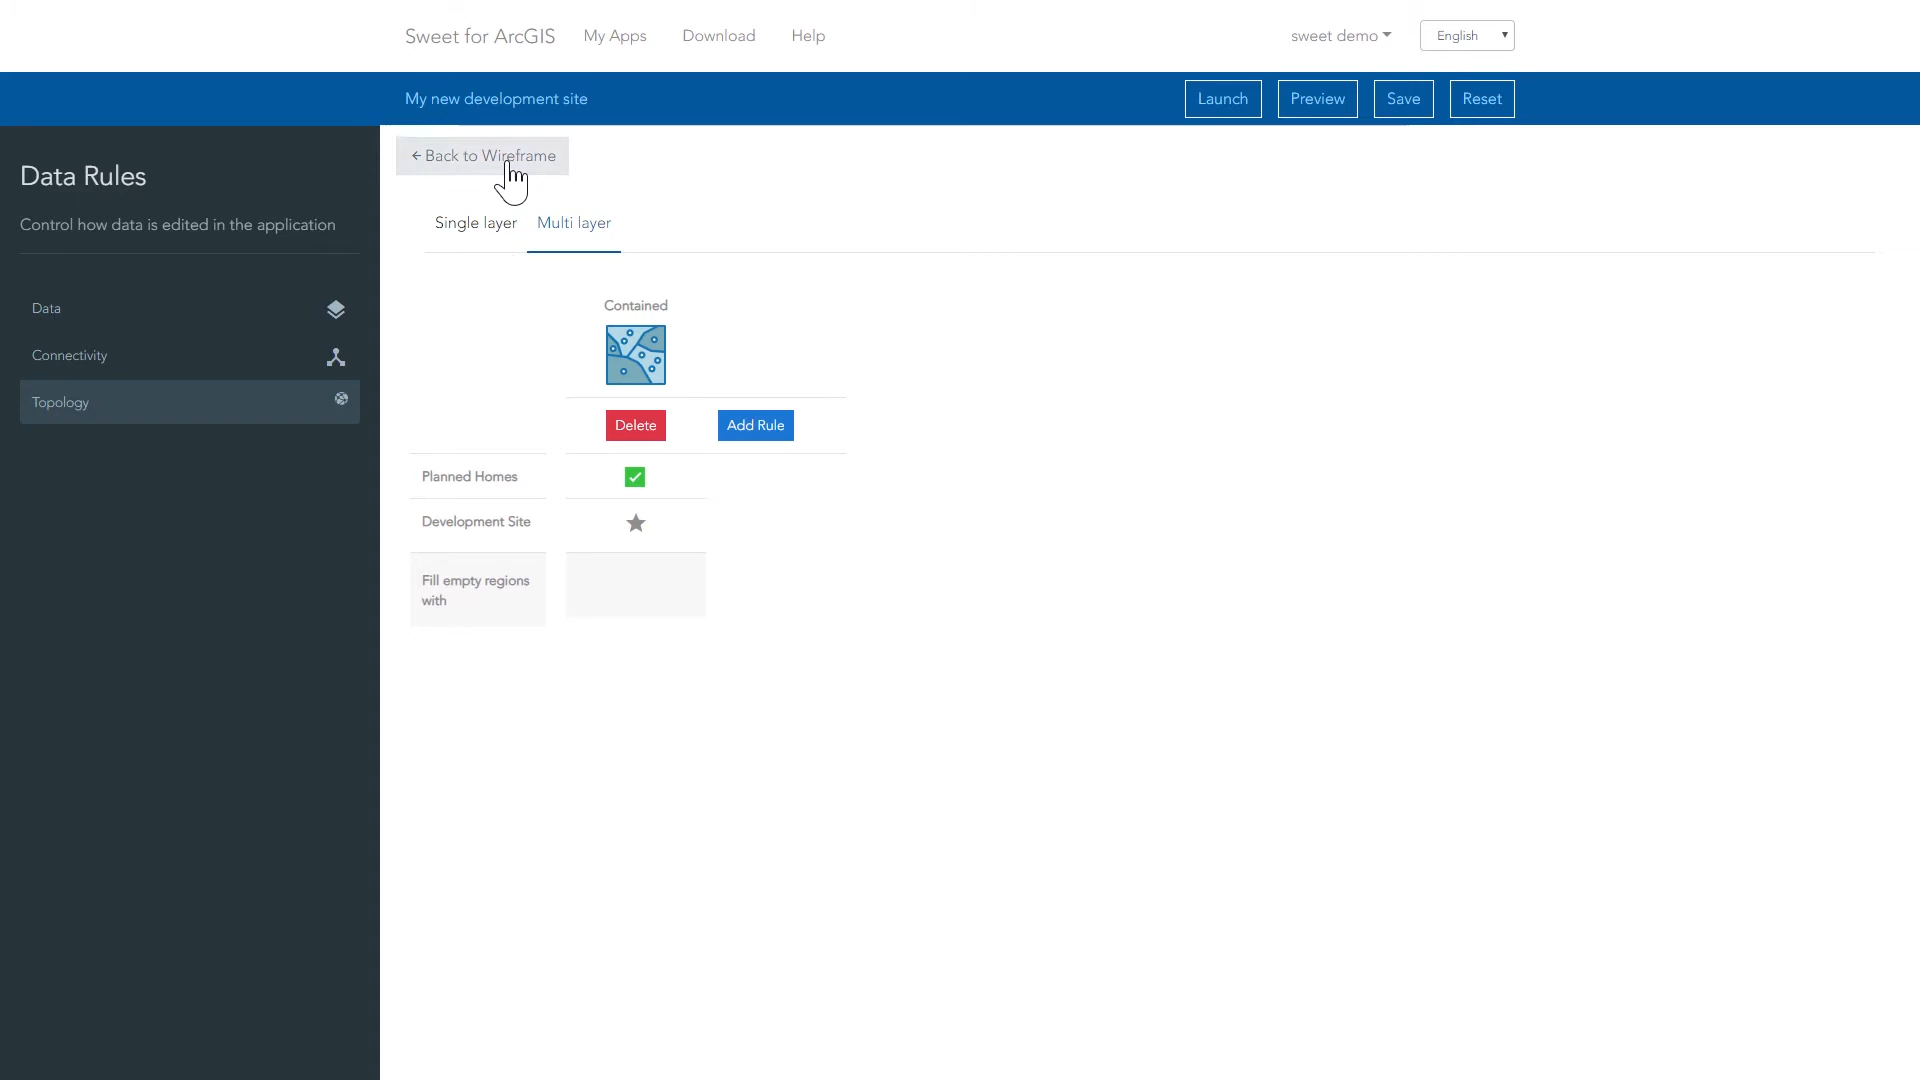 Sweet for ArcGIS My Apps Download Help sweet demo English
My new development site Launch Preview Save Reset
Data Rules
Control how data is edited in the application
Data
Connectivity
Topology
Back to Wireframe
Single layer Multi layer
Contained
Delete Add Rule
Planned Homes
Development Site
Fill empty regions
with